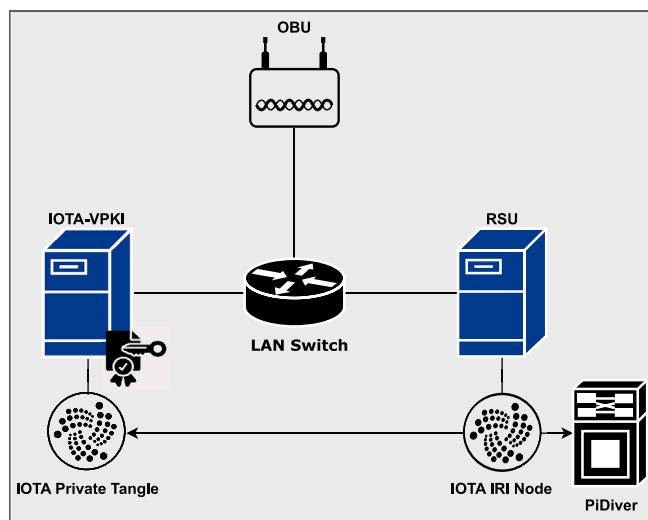 OBU
IOTA-VPKI
RSU
LAN Switch
IOTA Private Tangle
IOTA IRI Node
PiDiver